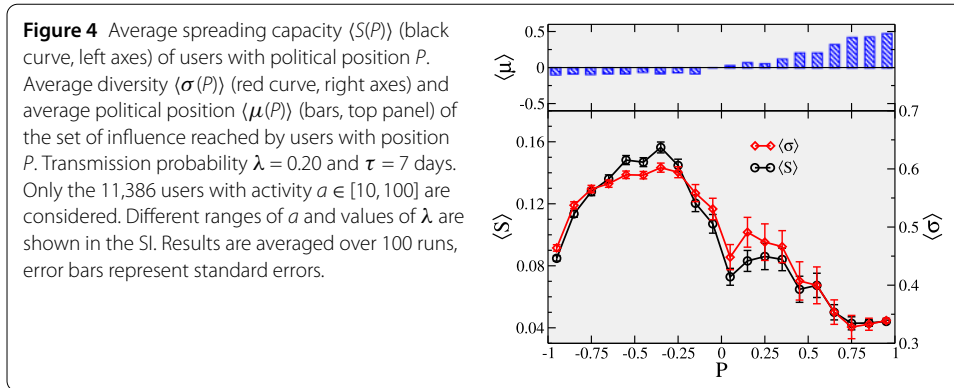 Figure 4 Average spreading capacity ⟨S(P)⟩ (black
curve, left axes) of users with political position P.
Average diversity ⟨σ(P)⟩ (red curve, right axes) and
average political position ⟨μ(P)⟩ (bars, top panel) of
the set of influence reached by users with position
P. Transmission probability λ = 0.20 and τ = 7 days.
Only the 11,386 users with activity a ∈ [10, 100] are
considered. Different ranges of a and values of λ are
shown in the SI. Results are averaged over 100 runs,
error bars represent standard errors.
⟨μ⟩
0.5
0
-0.5
0.7
0.16
0.12
0.08
0.04
⟨S⟩
⟨σ⟩
⟨S⟩
0.6
0.5
0.4
0.3
⟨σ⟩
-1 -0.75 -0.5 -0.25 0 0.25 0.5 0.75 1
P